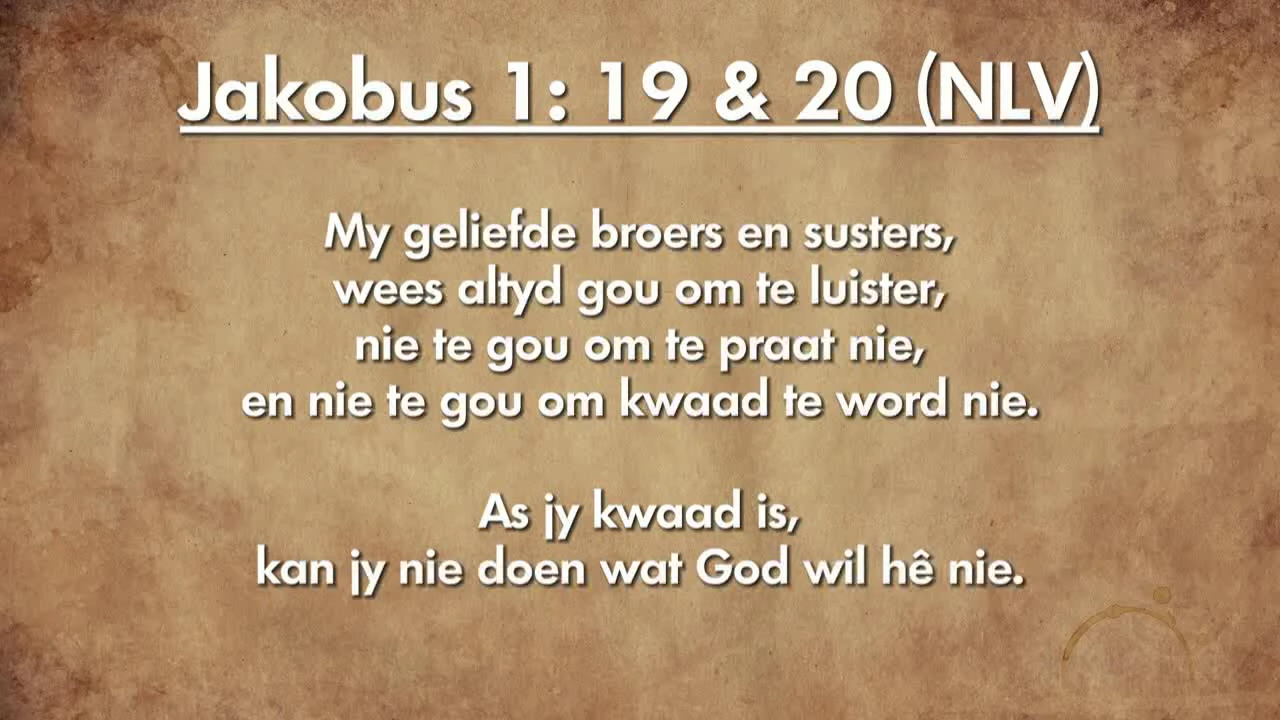 Jakobus 1: 19 & 20 (NLV)
My geliefde broers en susters,
wees altyd gou om te luister,
nie te gou om te praat nie,
en nie te gou om kwaad te word nie.
As jy kwaad is,
kan jy nie doen wat God wil hê nie.